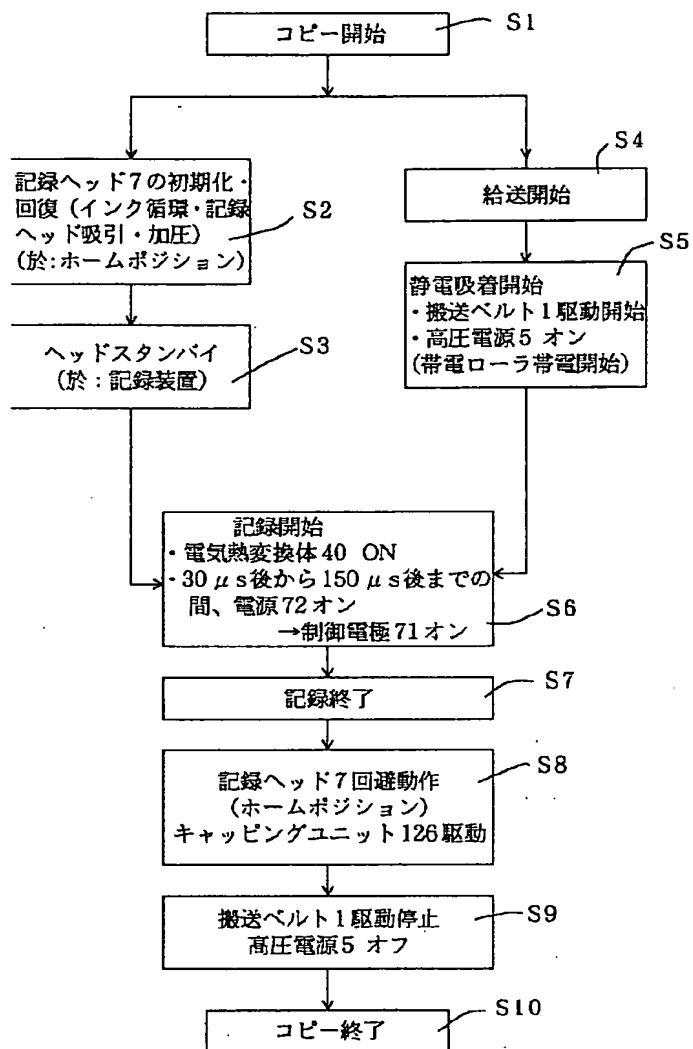 コピー開始
S1
記録ヘッド7の初期化・
回復（インク循環・記録
ヘッド吸引・加圧）
(於:ホームポジション)
S2
ヘッドスタンバイ
(於：記録装置)
S3
給送開始
S4
静電吸着開始
・搬送ベルト1駆動開始
・高圧電源5 オン
(帯電ローラ帯電開始)
S5
記録開始
・電気熱変換体40 ON
・30μs後から150μs後までの
間、電源72オン
→制御電極71オン
S6
記録終了
S7
記録ヘッド7回避動作
(ホームポジション)
キャッピングユニット126駆動
S8
搬送ベルト1駆動停止
高圧電源5 オフ
S9
コピー終了
S10